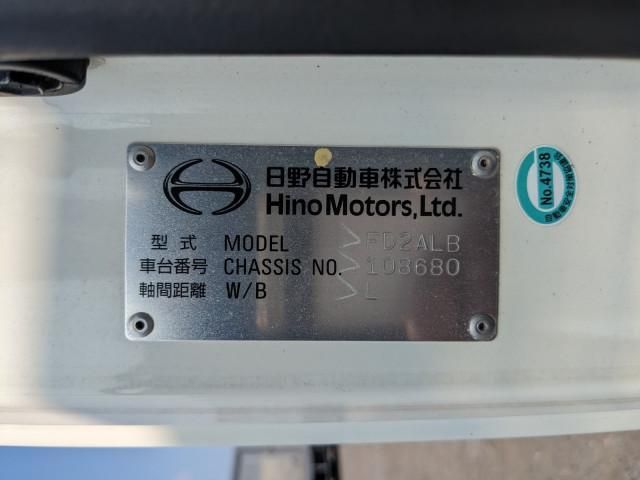 日野自動車株式会社
Hino Motors, Ltd.
型式 MODEL FD2ALB
車台番号 CHASSIS NO. 108680
軸間距離 W/B L
No.4738